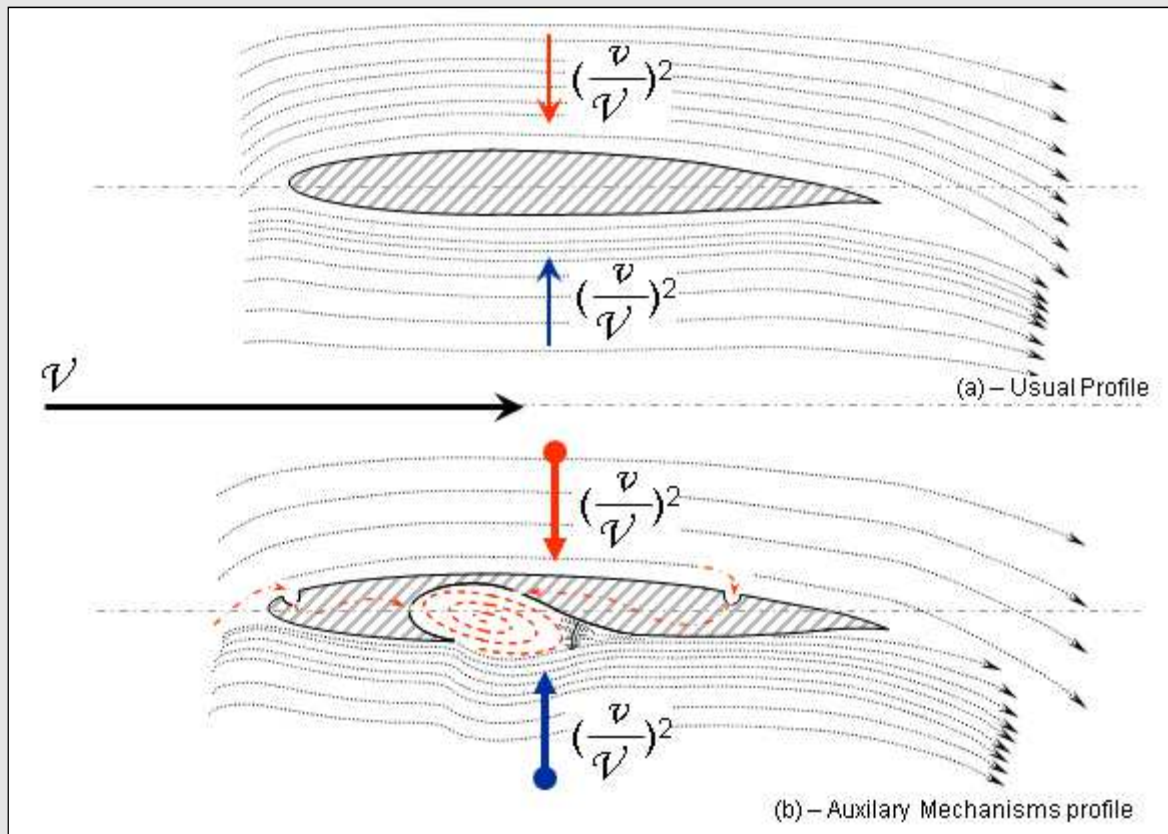 (v/V)2
(v/V)2
(a) – Usual Profile
V
(v/V)2
(v/V)2
(b) – Auxilary Mechanisms profile